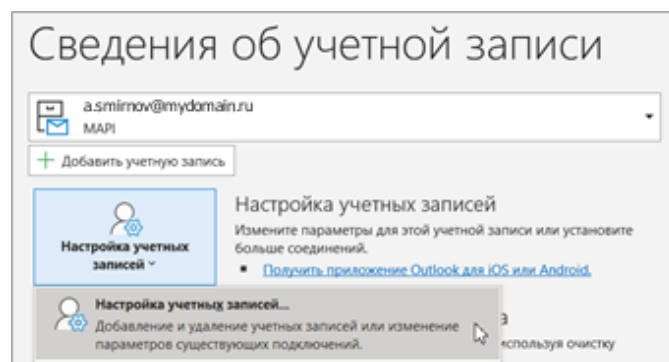 Сведения об учетной записи
a.smirnov@mydomain.ru
MAPI
Добавить учетную запись
Настройка учетных записей
Настройка учетных записей
Измените параметры для этой учетной записи или установите
больше соединений.
Получить приложение Outlook для iOS или Android.
Настройка учетных записей...
Добавление и удаление учетных записей или изменение
параметров существующих подключений.
используя очистку